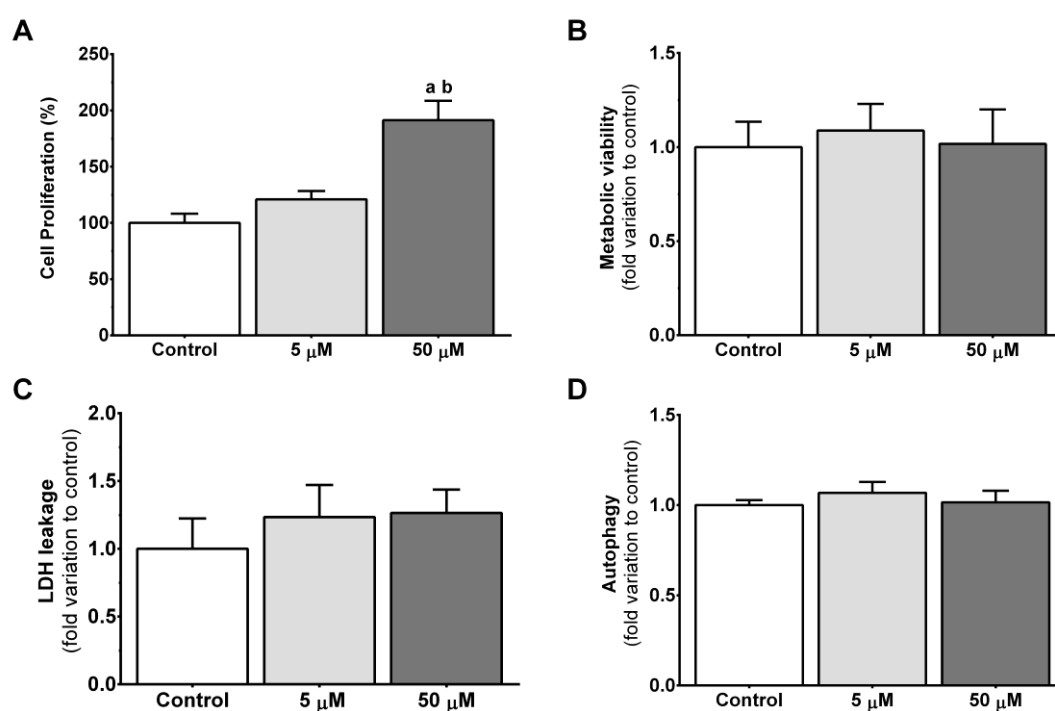 A
Cell Proliferation (%)
250
200
150
100
50
0
a b
Control 5 μM 50 μM
B
Metabolic viability
(fold variation to control)
1.5
1.0
0.5
0.0
Control 5 μM 50 μM
C
LDH leakage
(fold variation to control)
2.0
1.5
1.0
0.5
0.0
Control 5 μM 50 μM
D
Autophagy
(fold variation to control)
1.5
1.0
0.5
0.0
Control 5 μM 50 μM